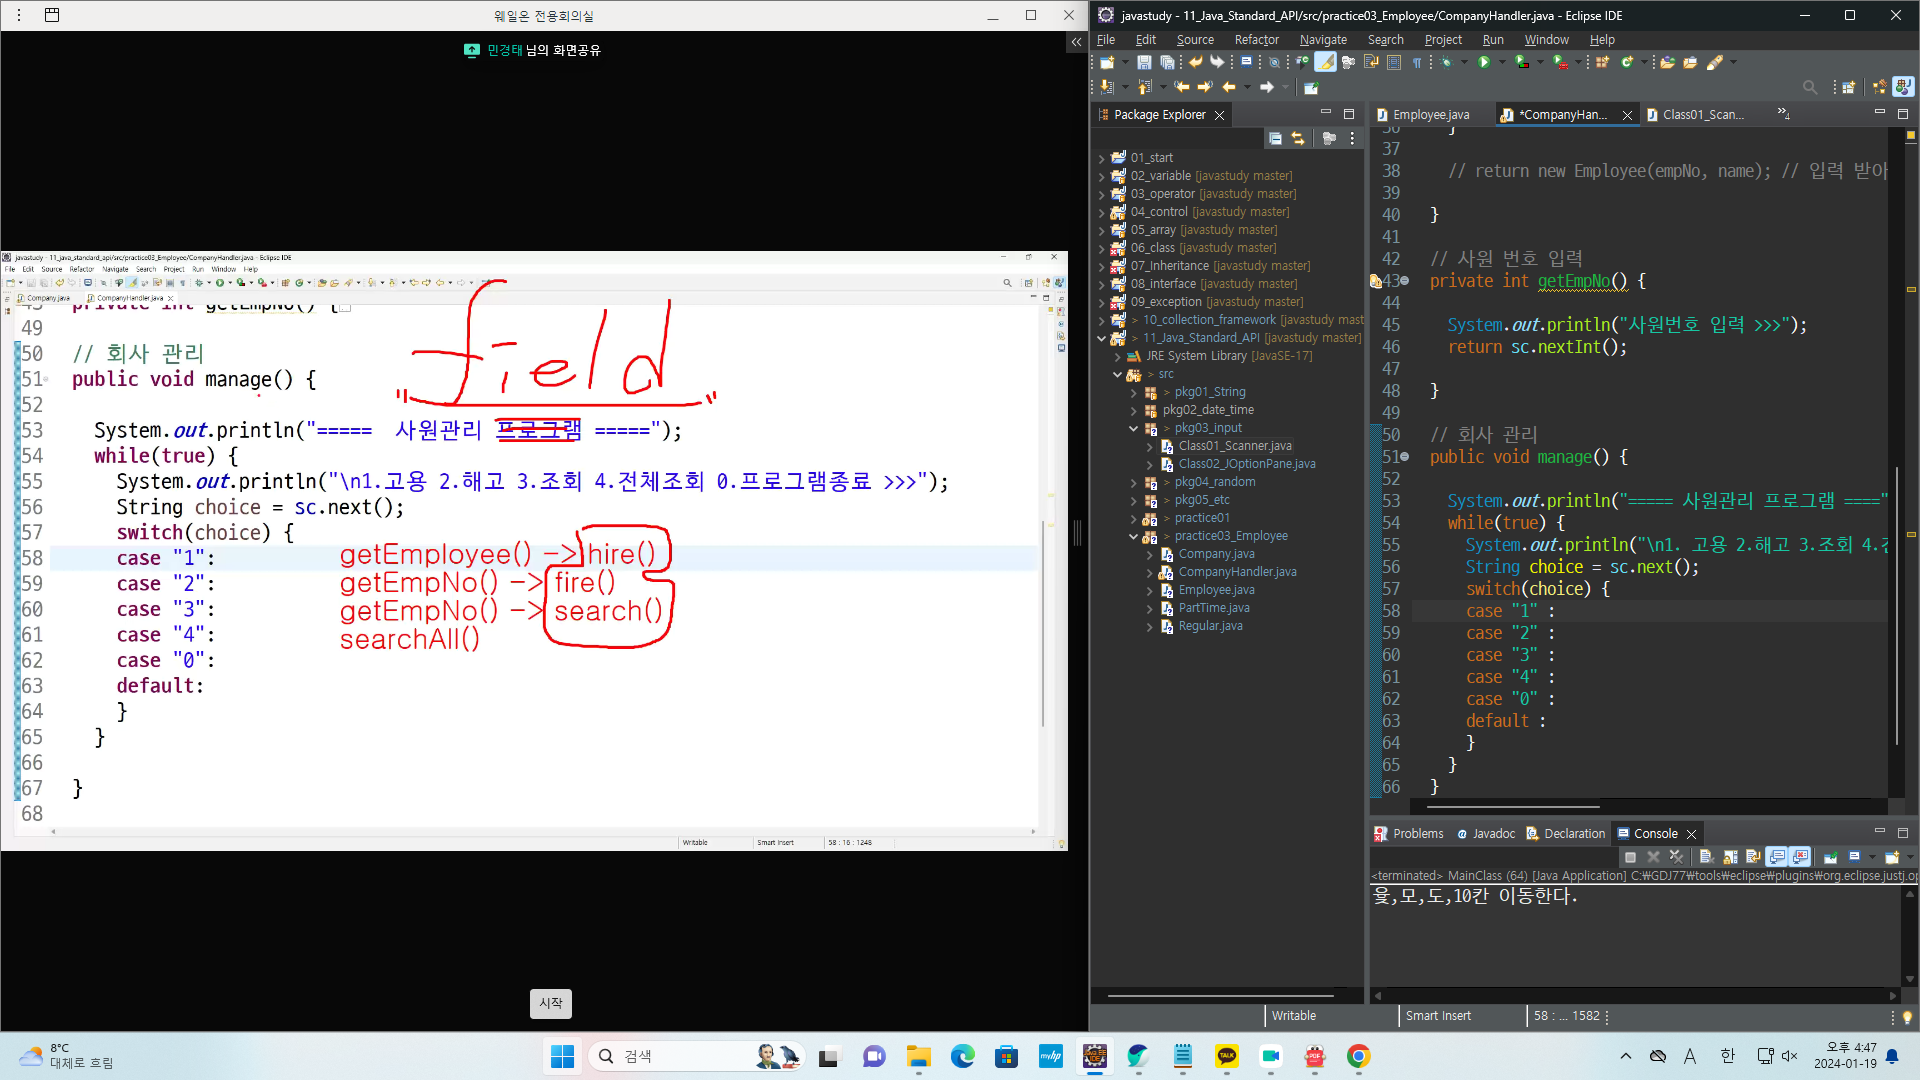 웨일온 전용회의실
민경태 님의 화면공유
javastudy - 11_java_standard_api/src/practice03_Employee/CompanyHandler.java - Eclipse IDE
File Edit Source Refactor Navigate Search Project Run Window Help
Company.java CompanyHandler.java
private int getEmpNo() {
49
50 // 회사 관리
51 public void manage() {
52
53 System.out.println("===== 사원관리 프로그램 =====");
54 while(true) {
55 System.out.println("\n1.고용 2.해고 3.조회 4.전체조회 0.프로그램종료 >>>");
56 String choice = sc.next();
57 switch(choice) {
58 case "1":
59 case "2":
60 case "3":
61 case "4":
62 case "0":
63 default:
64 }
65 }
66
67 }
68
"field"
getEmployee() -> hire()
getEmpNo() -> fire()
getEmpNo() -> search()
searchAll()
Writable Smart Insert 58 : 16 : 1248
시작
javastudy - 11_Java_Standard_API/src/practice03_Employee/CompanyHandler.java - Eclipse IDE
File Edit Source Refactor Navigate Search Project Run Window Help
Package Explorer
01_start
02_variable [javastudy master]
03_operator [javastudy master]
04_control [javastudy master]
05_array [javastudy master]
06_class [javastudy master]
07_Inheritance [javastudy master]
08_interface [javastudy master]
09_exception [javastudy master]
> 10_collection_framework [javastudy mast
> 11_Java_Standard_API [javastudy master]
JRE System Library [JavaSE-17]
> src
> pkg01_String
pkg02_date_time
> pkg03_input
Class01_Scanner.java
Class02_JOptionPane.java
> pkg04_random
> pkg05_etc
> practice01
> practice03_Employee
Company.java
CompanyHandler.java
Employee.java
PartTime.java
Regular.java
Employee.java *CompanyHan... Class01_Scan...
36 }
37
38 // return new Employee(empNo, name); // 입력 받아
39
40 }
41
42 // 사원 번호 입력
43 private int getEmpNo() {
44
45 System.out.println("사원번호 입력 >>>");
46 return sc.nextInt();
47
48 }
49
50 // 회사 관리
51 public void manage() {
52
53 System.out.println("===== 사원관리 프로그램 ===="
54 while(true) {
55 System.out.println("\n1. 고용 2.해고 3.조회 4.
56 String choice = sc.next();
57 switch(choice) {
58 case "1" :
59 case "2" :
60 case "3" :
61 case "4" :
62 case "0" :
63 default :
64 }
65 }
66 }
Problems Javadoc Declaration Console
<terminated> MainClass (64) [Java Application] C:₩GDJ77₩tools₩eclipse₩plugins₩org.eclipse.justj.op
윷,모,도,10칸 이동한다.
Writable Smart Insert 58 : ... 1582
8°C
대체로 흐림
검색
myhp
TALK
PDF
A 한
오후 4:47
2024-01-19